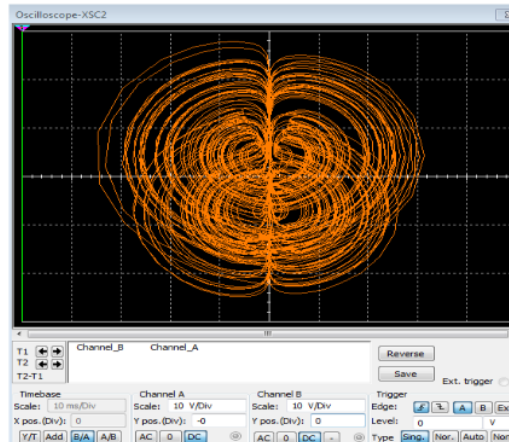 Oscilloscope-XSC2
Channel_B Channel_A
T1
T2
T2-T1
Reverse
Save
Ext. trigger
Timebase
Scale: 10 ms/Div
X pos.(Div): 0
Y/T Add B/A A/B
Channel A
Scale: 10 V/Div
Y pos.(Div): -0
AC 0 DC
Channel B
Scale: 10 V/Div
Y pos.(Div): 0
AC 0 DC -
Trigger
Edge: A B Ex
Level: 0 V
Type Sing. Nor. Auto Non